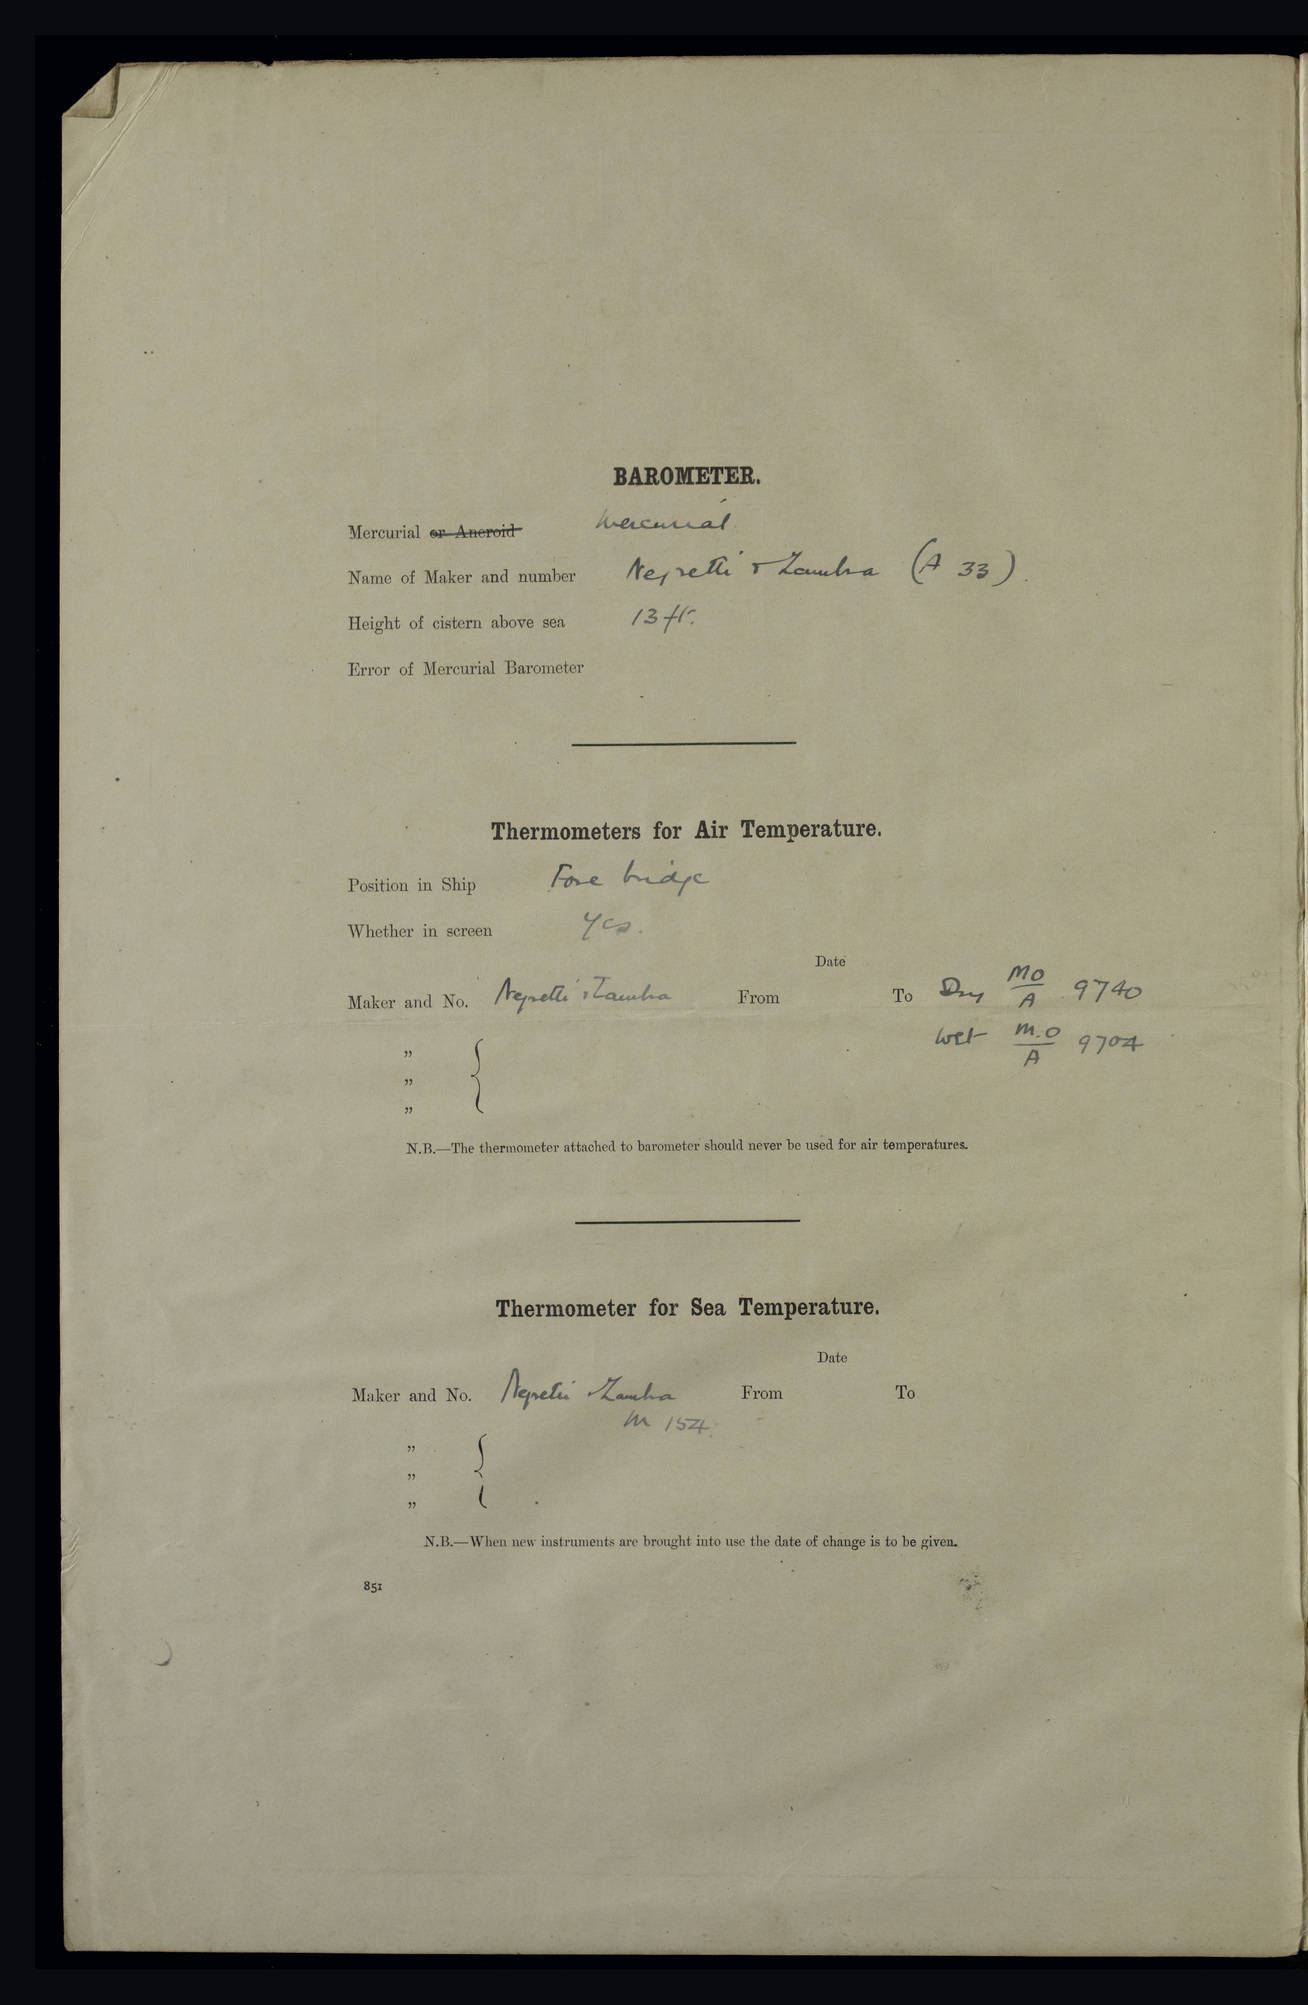 BAROMETER.
Mercurial or Aneroid Mercurial
Name of Maker and number Negretti & Zambra (A 33).
Height of cistern above sea 13 ft.
Error of Mercurial Barometer
Thermometers for Air Temperature.
Position in Ship Fore bridge
Whether in screen Yes.
Date
Maker and No. Negretti & Zambra From To Dry MO/A 9740
„ Wet M.O/A 9704
„
„
N.B.—The thermometer attached to barometer should never be used for air temperatures.
Thermometer for Sea Temperature.
Date
Maker and No. Negretti & Zambra From To
M 154.
„
„
„
N.B.—When new instruments are brought into use the date of change is to be given.
851